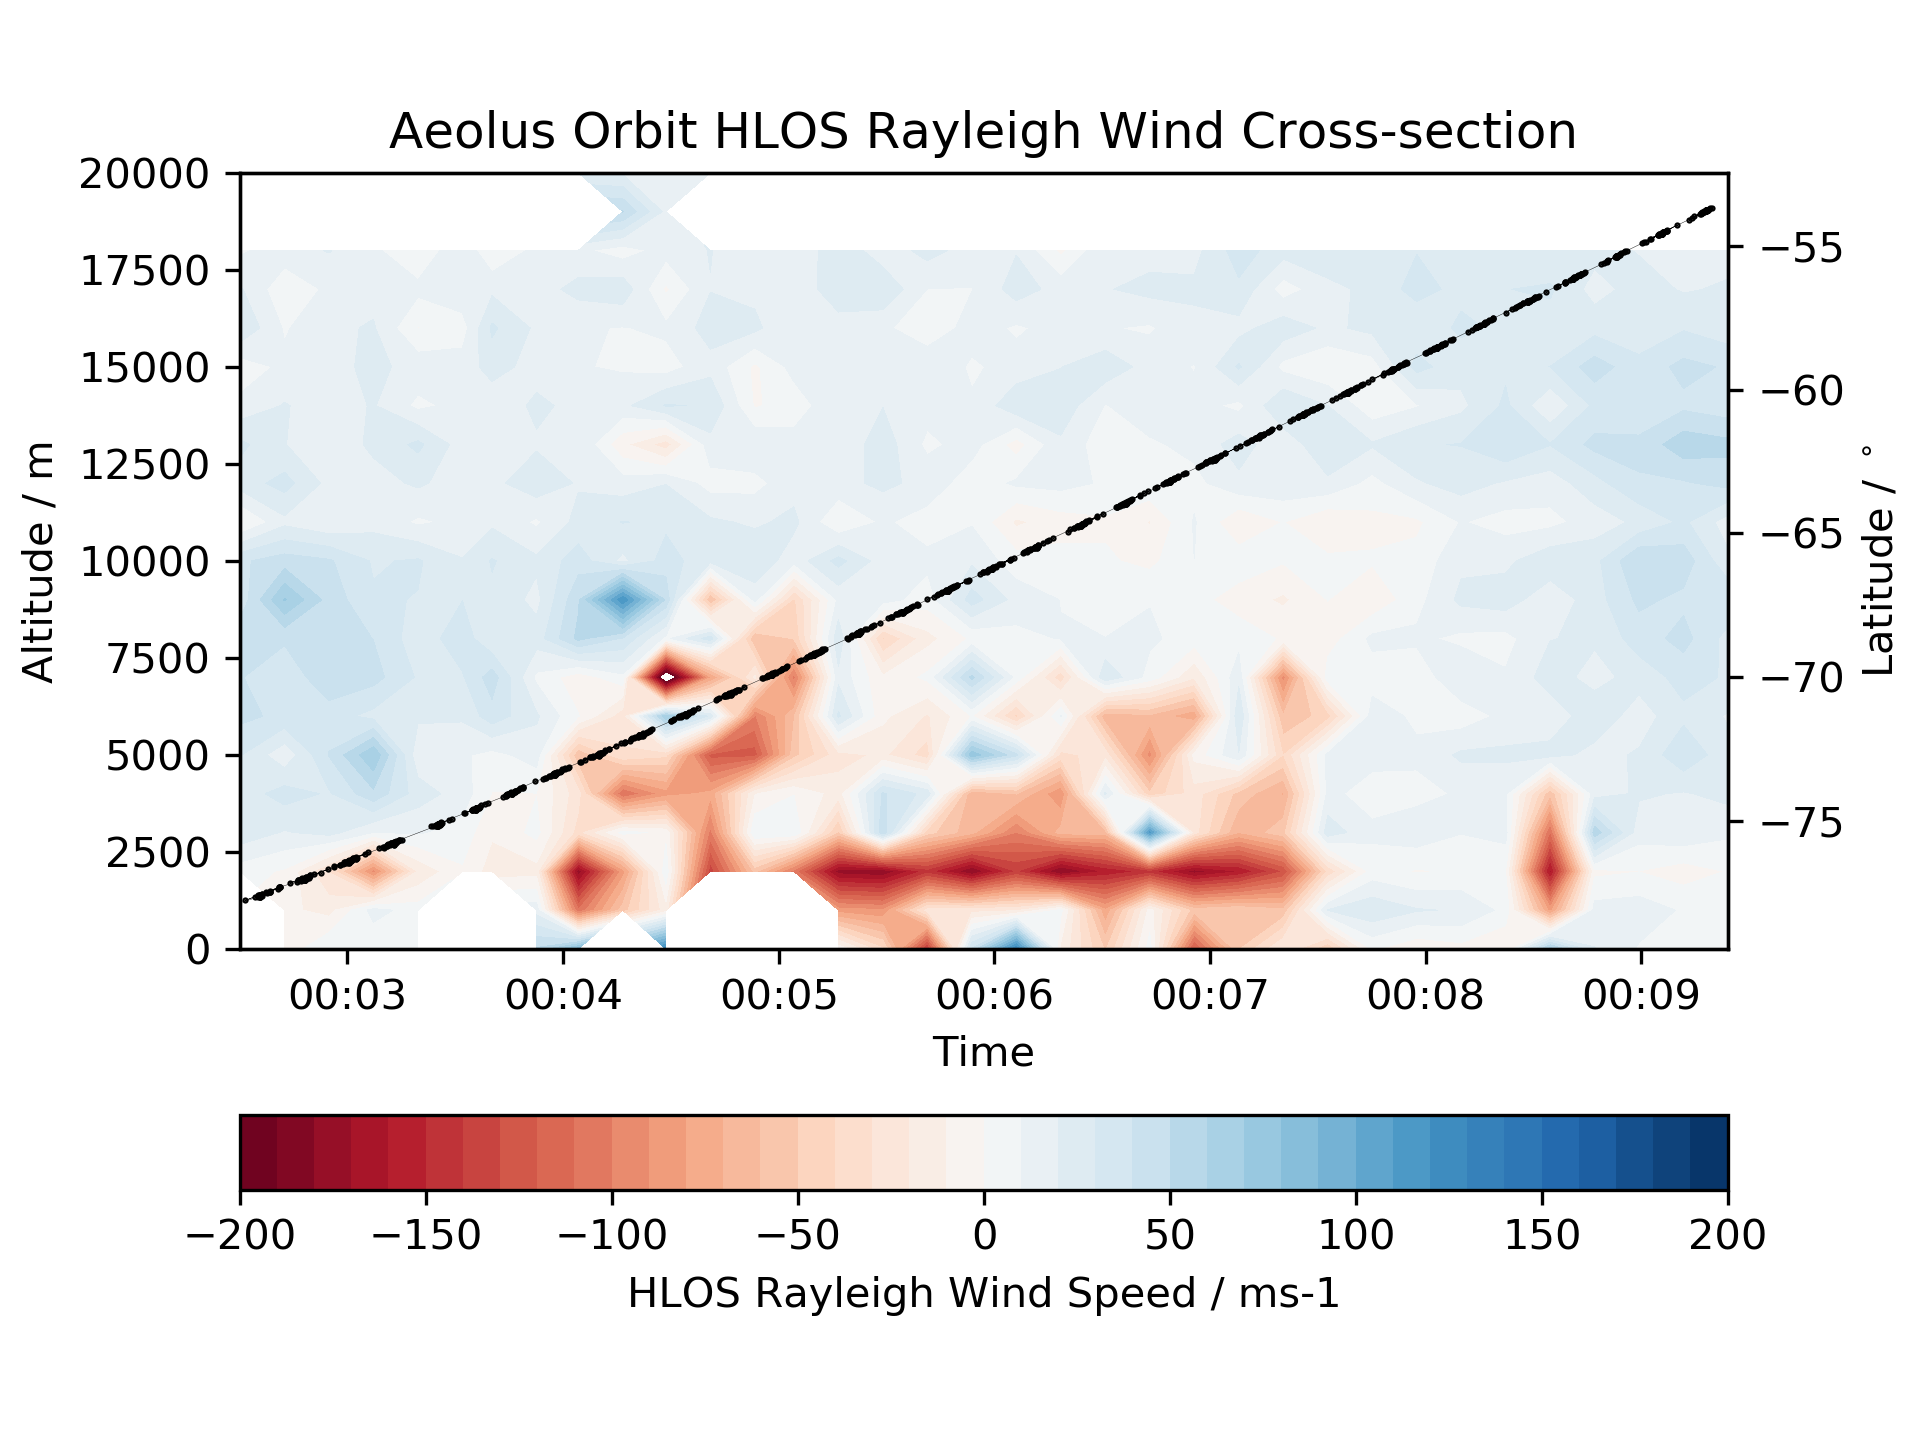 Aeolus Orbit HLOS Rayleigh Wind Cross-section
20000
17500
15000
12500
10000
7500
5000
2500
0
Altitude / m
−55
−60
−65
−70
−75
Latitude / °
00:03 00:04 00:05 00:06 00:07 00:08 00:09
Time
−200 −150 −100 −50 0 50 100 150 200
HLOS Rayleigh Wind Speed / ms-1